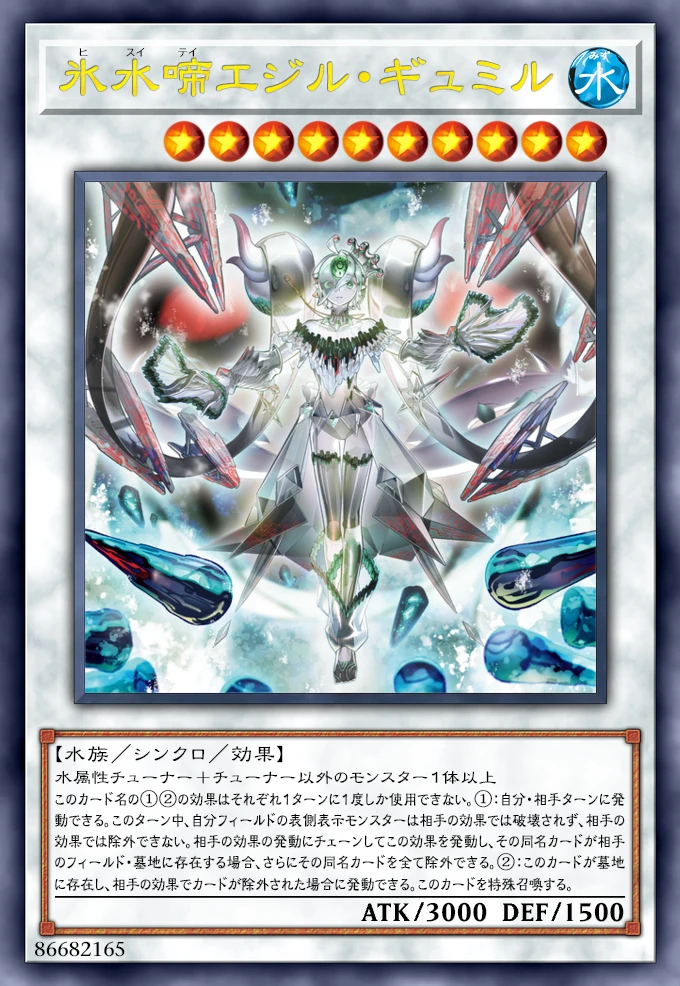 ヒ スイ テイ
氷水啼エジル・ギュミル
みず
水
【水族／シンクロ／効果】
水属性チューナー＋チューナー以外のモンスター1体以上
このカード名の①②の効果はそれぞれ1ターンに1度しか使用できない。①：自分・相手ターンに発
動できる。このターン中、自分フィールドの表側表示モンスターは相手の効果では破壊されず、相手の
効果では除外できない。相手の効果の発動にチェーンしてこの効果を発動し、その同名カードが相手
のフィールド・墓地に存在する場合、さらにその同名カードを全て除外できる。②：このカードが墓地
に存在し、相手の効果でカードが除外された場合に発動できる。このカードを特殊召喚する。
ATK/3000 DEF/1500
86682165